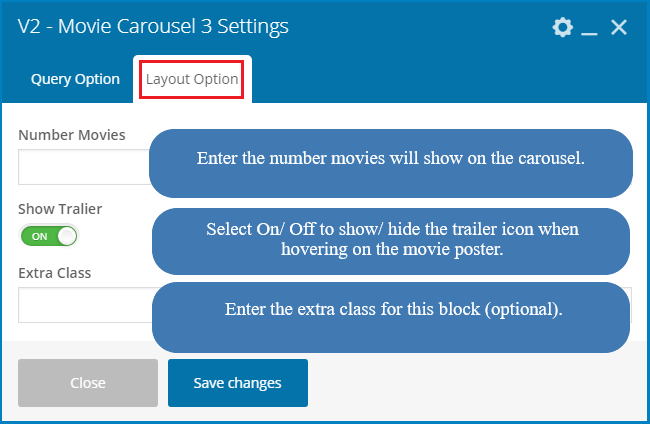 V2 - Movie Carousel 3 Settings
Query Option
Layout Option
Number Movies
Enter the number movies will show on the carousel.
Show Tralier
ON
Select On/ Off to show/ hide the trailer icon when
hovering on the movie poster.
Extra Class
Enter the extra class for this block (optional).
Close
Save changes